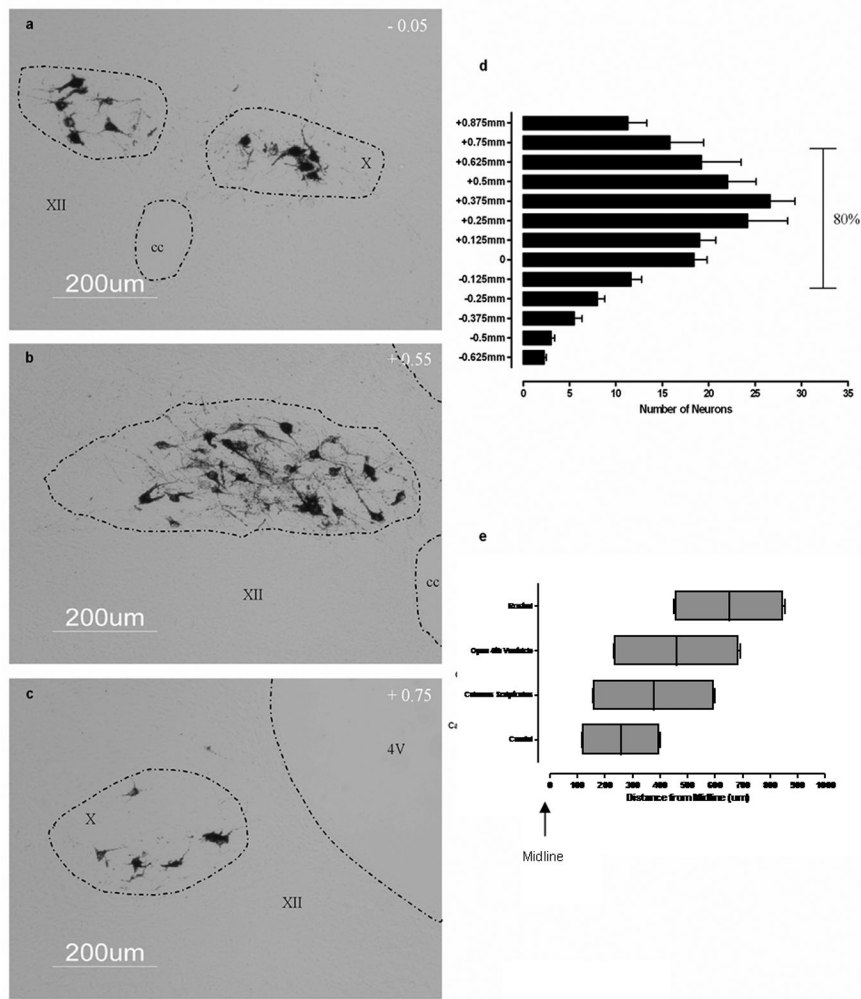 a
- 0.05
X
XII
cc
200um
b
+ 0.55
cc
XII
200um
c
+ 0.75
4V
X
XII
200um
d
+0.875mm
+0.75mm
+0.625mm
+0.5mm
+0.375mm
+0.25mm
+0.125mm
0
-0.125mm
-0.25mm
-0.375mm
-0.5mm
-0.625mm
80%
0 5 10 15 20 25 30 35
Number of Neurons
e
Rostral
Open 4th Ventricle
Calamus Scriptorius
Caudal
Ca
0 100 200 300 400 500 600 700 800 900 1000
Distance from Midline (um)
Midline